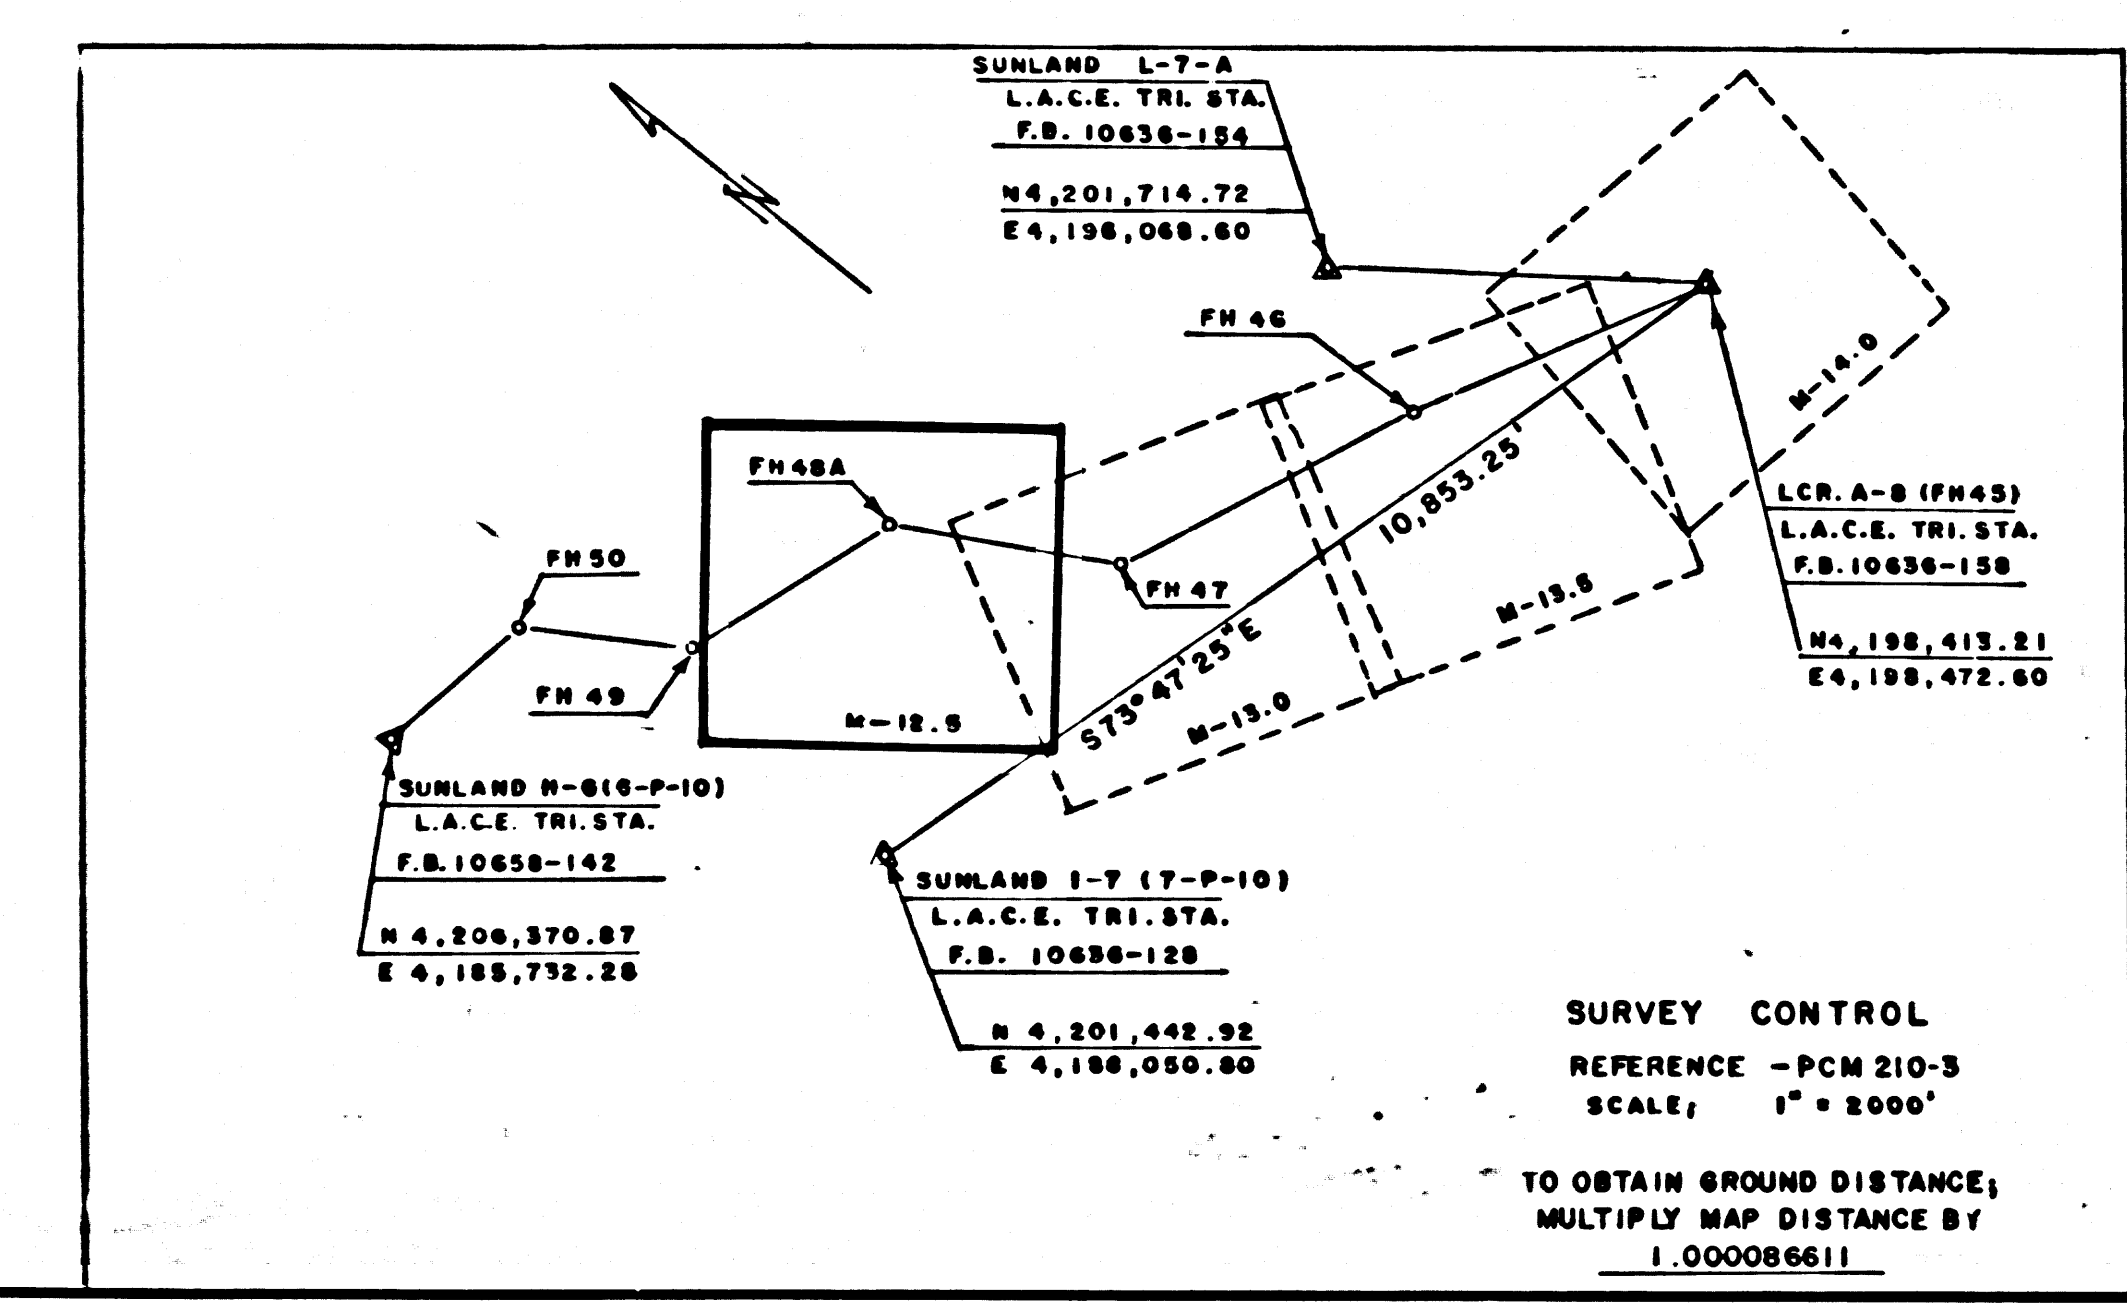 SUNLAND L-7-A
L.A.C.E. TRI. STA.
F.B. 10636-154
N4,201,714.72
E4,196,068.60
FH 46
M-14.0
FH 48A
10,853.25'
LCR. A-8 (FH45)
L.A.C.E. TRI. STA.
F.B. 10636-158
N4,198,413.21
E4,198,472.60
FH 50
FH 47
M-13.5
S73°47'25"E
FH 49
M-12.5
M-13.0
SUNLAND H-6(6-P-10)
L.A.C.E. TRI. STA.
F.B. 10658-142
N 4,206,370.87
E 4,185,732.28
SUNLAND I-7 (7-P-10)
L.A.C.E. TRI. STA.
F.B. 10636-128
N 4,201,442.92
E 4,188,050.80
SURVEY CONTROL
REFERENCE - PCM 210-3
SCALE; 1" = 2000'
TO OBTAIN GROUND DISTANCE;
MULTIPLY MAP DISTANCE BY
1.000086611